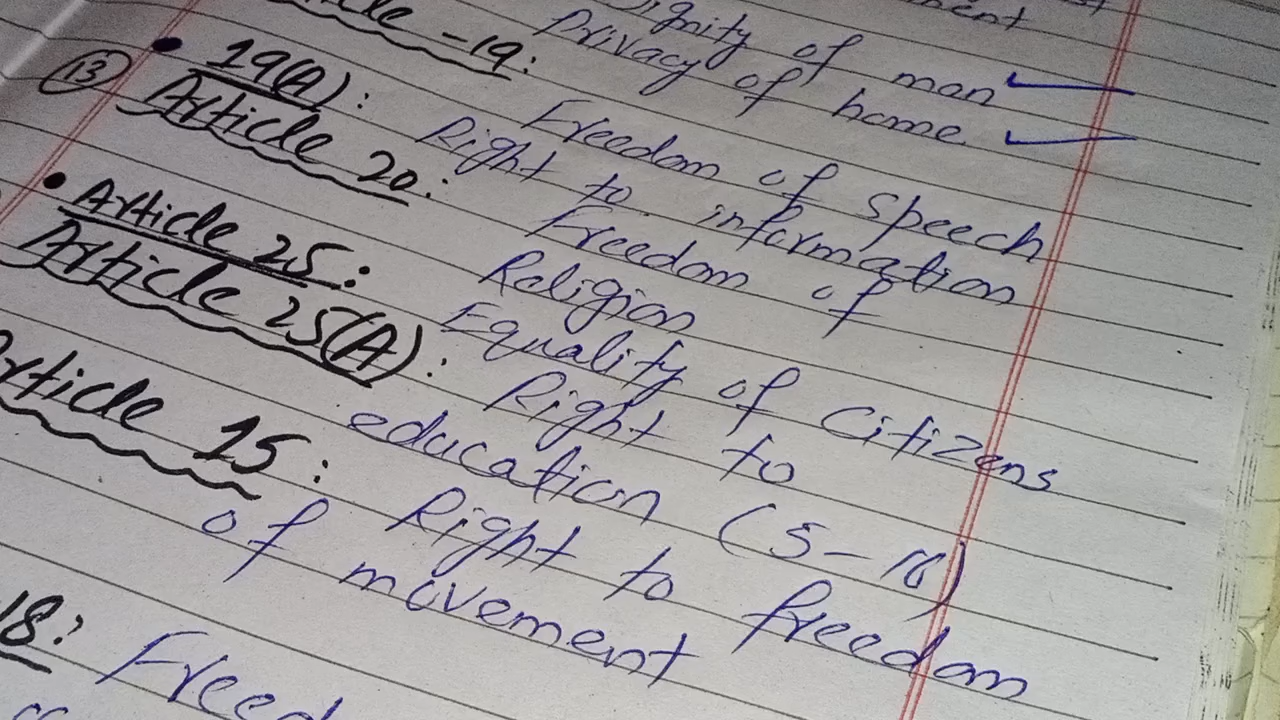 Dignity of man
Privacy of home
Article -19: Freedom of Speech
19(A): Right to information
13 Article 20: Freedom of
Religion
Article 25: Equality of Citizens
Article 25(A): Right to
education (5-16)
Article 15: Right to freedom
of movement
18: Freed